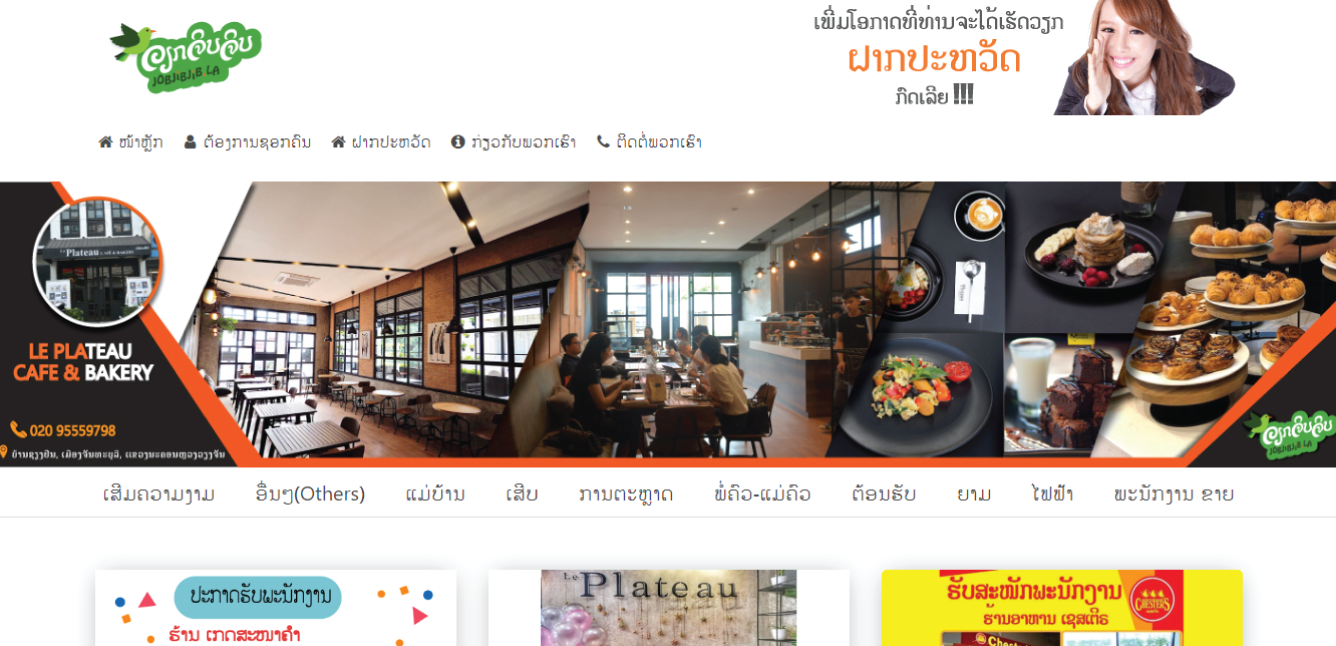 ວຽກຈິບຈິບ
JOBJIBJIB LA
ເພີ່ມໂອກາດທີ່ທ່ານຈະໄດ້ເຮັດວຽກ
ຝາກປະຫວັດ
ກົດເລີຍ !!!
ໜ້າຫຼັກ ຕ້ອງການຊອກຄົນ ຝາກປະຫວັດ ກ່ຽວກັບພວກເຮົາ ຕິດຕໍ່ພວກເຮົາ
Le Plateau
LE PLATEAU
CAFE & BAKERY
020 95559798
ເມືອງຈັນທະບູລີ, ແຂວງນະຄອນຫຼວງວຽງຈັນ
ວຽກຈິບຈິບ
JOBJIBJIB LA
ເສີມຄວາມງາມ ອື່ນໆ(Others) ແມ່ບ້ານ ເສີບ ການຕະຫຼາດ ພໍ່ຄົວ-ແມ່ຄົວ ຕ້ອນຮັບ ຍາມ ໄຟຟ້າ ພະນັກງານ ຂາຍ
ປະກາດຮັບພະນັກງານ
ຮ້ານ ເກດສະໜາຄຳ
Le Plateau
ຮັບສະໝັກພະນັກງານ
ຮ້ານອາຫານ ເຊສເຕີຣ
CHESTER'S